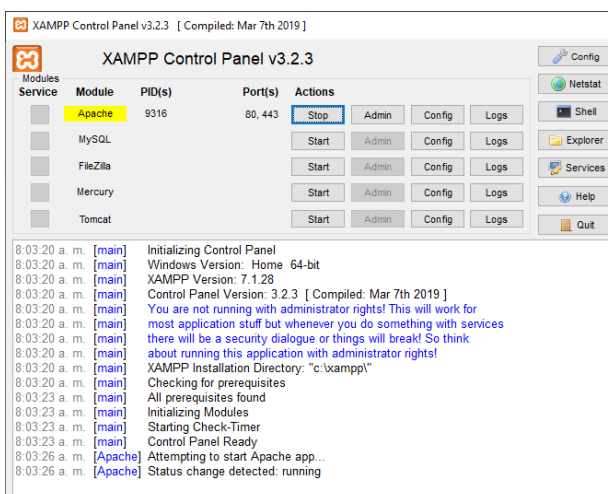 XAMPP Control Panel v3.2.3 [ Compiled: Mar 7th 2019 ]
XAMPP Control Panel v3.2.3
Config
Modules
Service Module PID(s) Port(s) Actions
Netstat
Apache 9316 80, 443 Stop Admin Config Logs
Shell
MySQL Start Admin Config Logs
Explorer
FileZilla Start Admin Config Logs
Services
Mercury Start Admin Config Logs
Help
Tomcat Start Admin Config Logs
Quit
8:03:20 a. m. [main] Initializing Control Panel
8:03:20 a. m. [main] Windows Version: Home 64-bit
8:03:20 a. m. [main] XAMPP Version: 7.1.28
8:03:20 a. m. [main] Control Panel Version: 3.2.3 [ Compiled: Mar 7th 2019 ]
8:03:20 a. m. [main] You are not running with administrator rights! This will work for
8:03:20 a. m. [main] most application stuff but whenever you do something with services
8:03:20 a. m. [main] there will be a security dialogue or things will break! So think
8:03:20 a. m. [main] about running this application with administrator rights!
8:03:20 a. m. [main] XAMPP Installation Directory: "c:\xampp\"
8:03:20 a. m. [main] Checking for prerequisites
8:03:23 a. m. [main] All prerequisites found
8:03:23 a. m. [main] Initializing Modules
8:03:23 a. m. [main] Starting Check-Timer
8:03:23 a. m. [main] Control Panel Ready
8:03:26 a. m. [Apache] Attempting to start Apache app...
8:03:26 a. m. [Apache] Status change detected: running